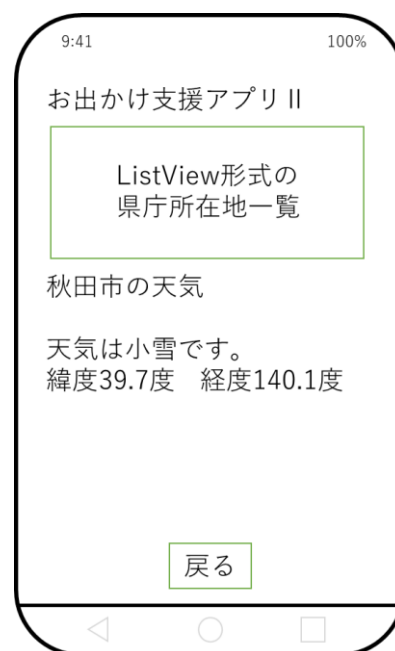 9:41 100%
お出かけ支援アプリⅡ
ListView形式の
県庁所在地一覧
秋田市の天気
天気は小雪です。
緯度39.7度　経度140.1度
戻る